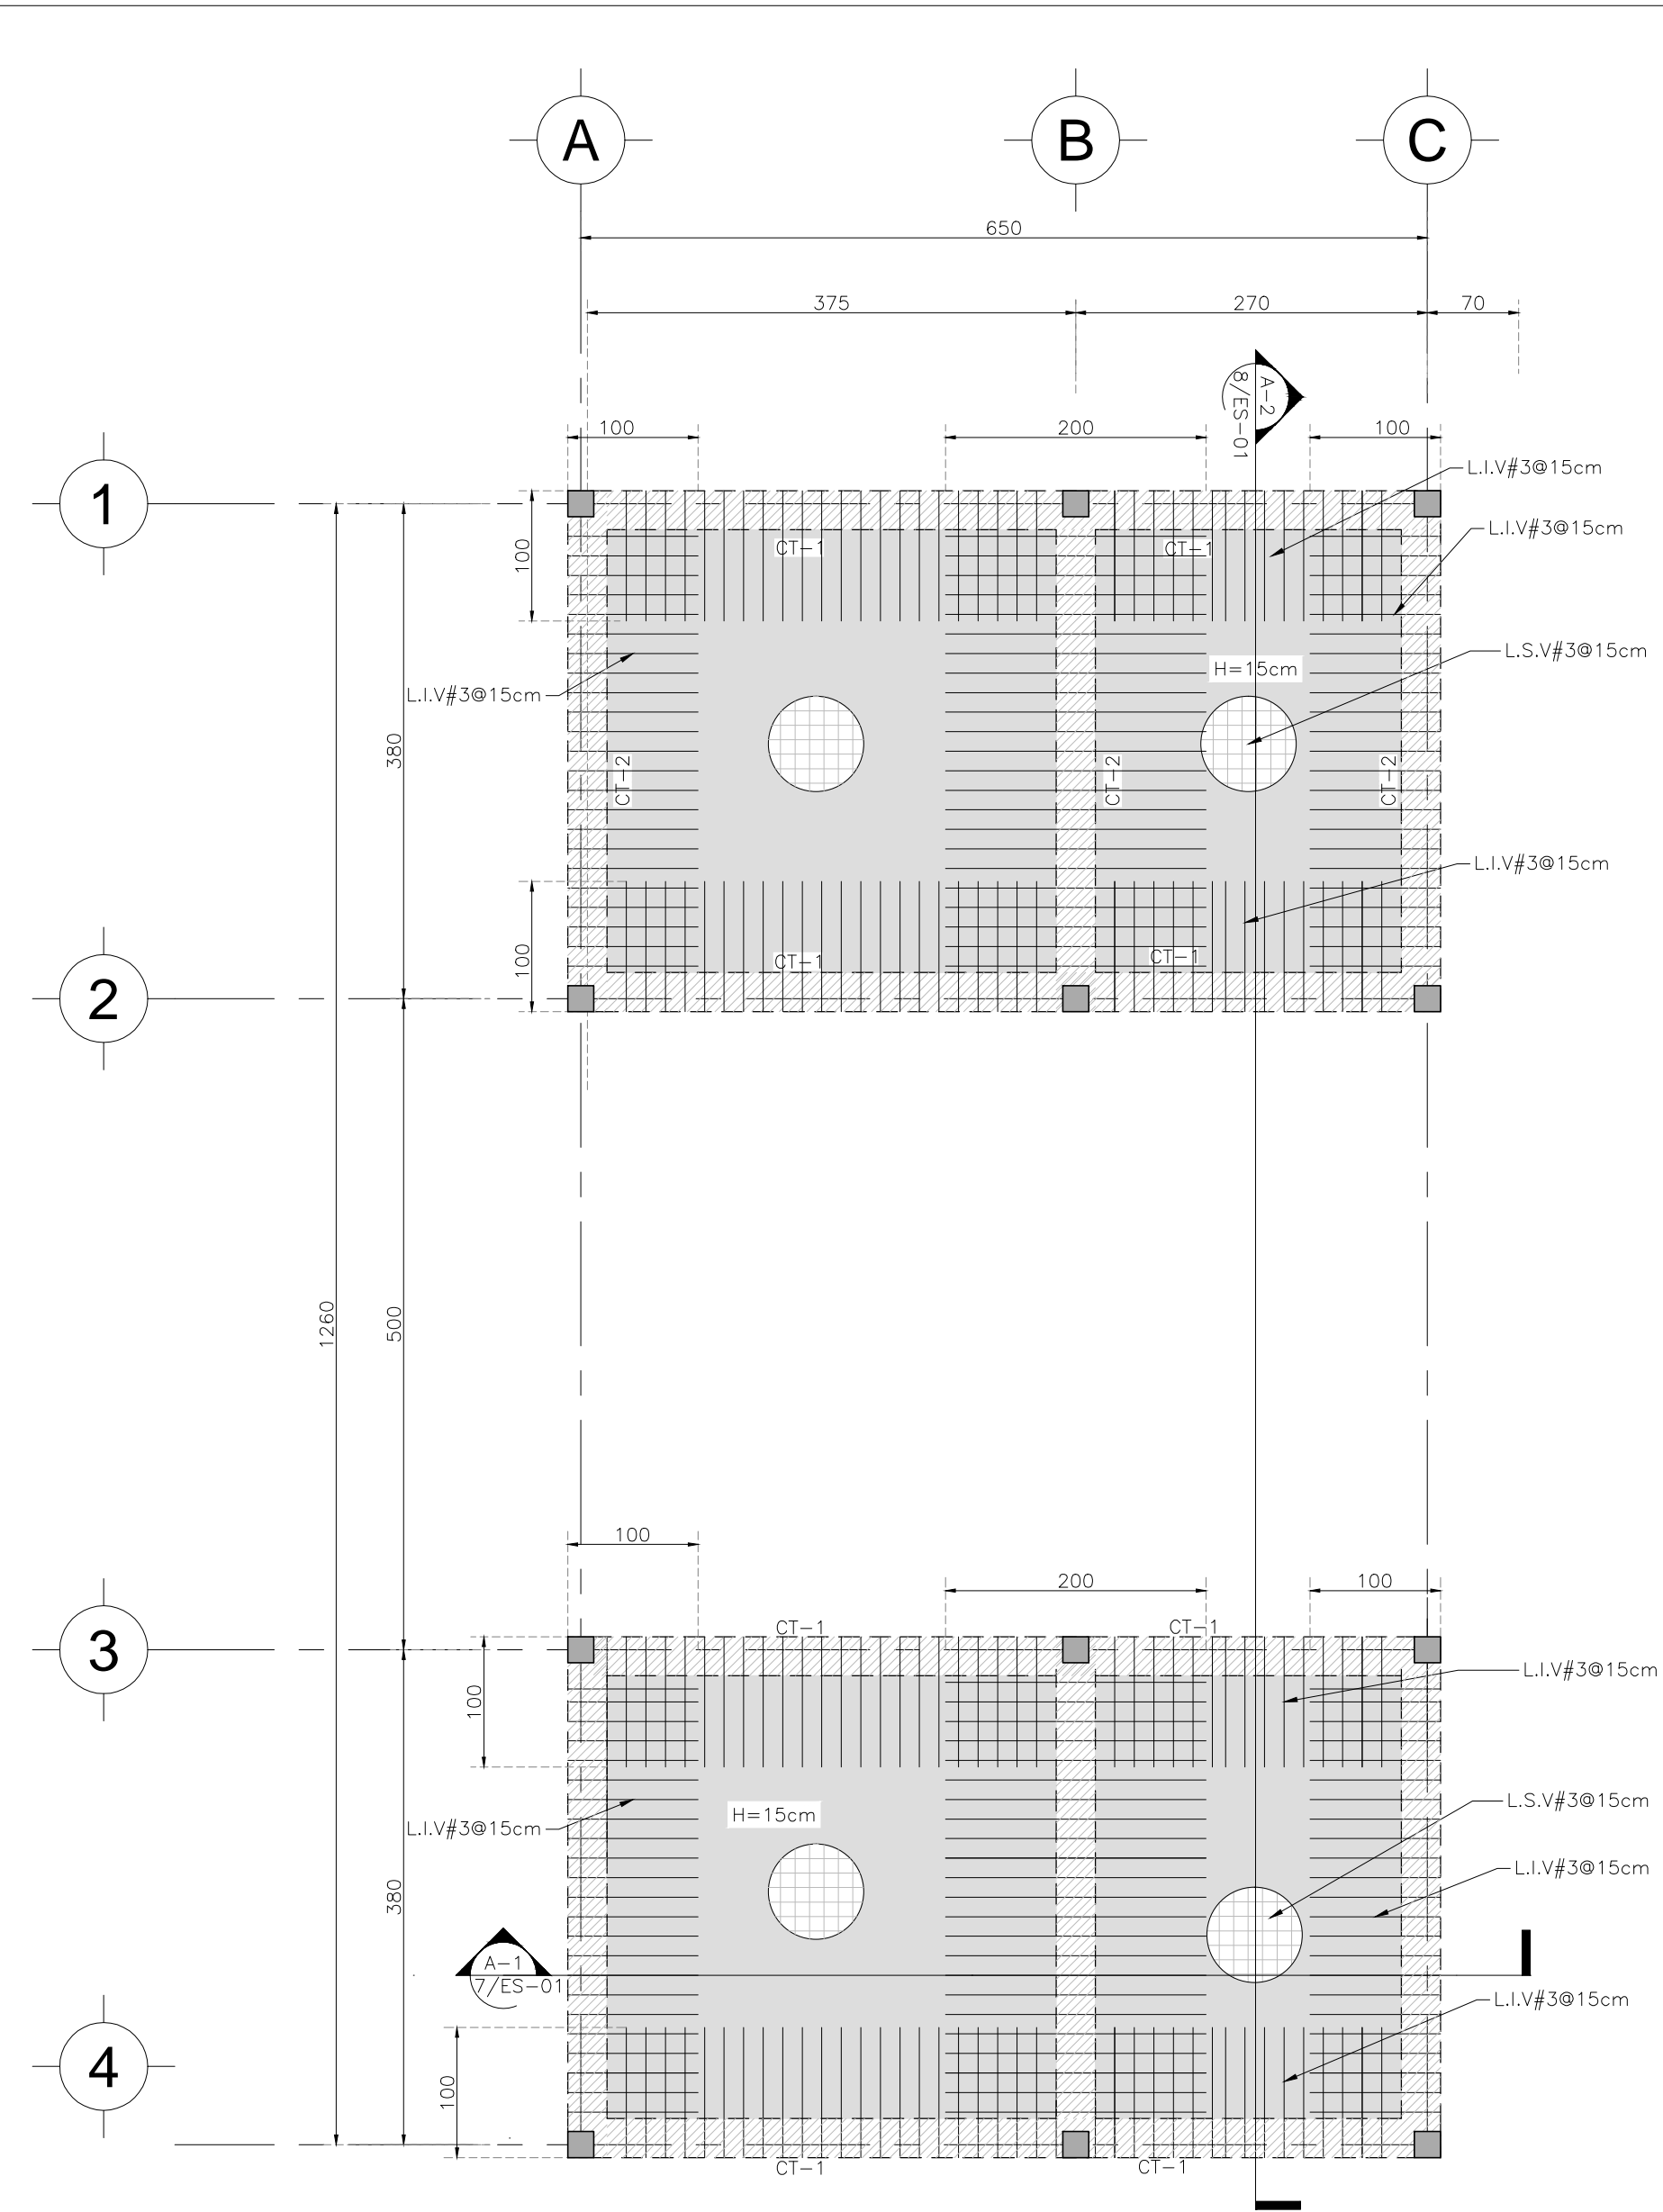 A B C
650
375 270 70
A-2
8/ES-01
100 200 100
L.I.V#3@15cm
1
L.I.V#3@15cm
100
CT-1 CT-1
L.S.V#3@15cm
H=15cm
L.I.V#3@15cm
380
CT-2 CT-2 CT-2
L.I.V#3@15cm
100
CT-1 CT-1
2
1260
500
100
200 100
3
CT-1 CT-1
L.I.V#3@15cm
100
L.S.V#3@15cm
H=15cm
L.I.V#3@15cm
L.I.V#3@15cm
380
A-1
7/ES-01
L.I.V#3@15cm
4
100
CT-1 CT-1